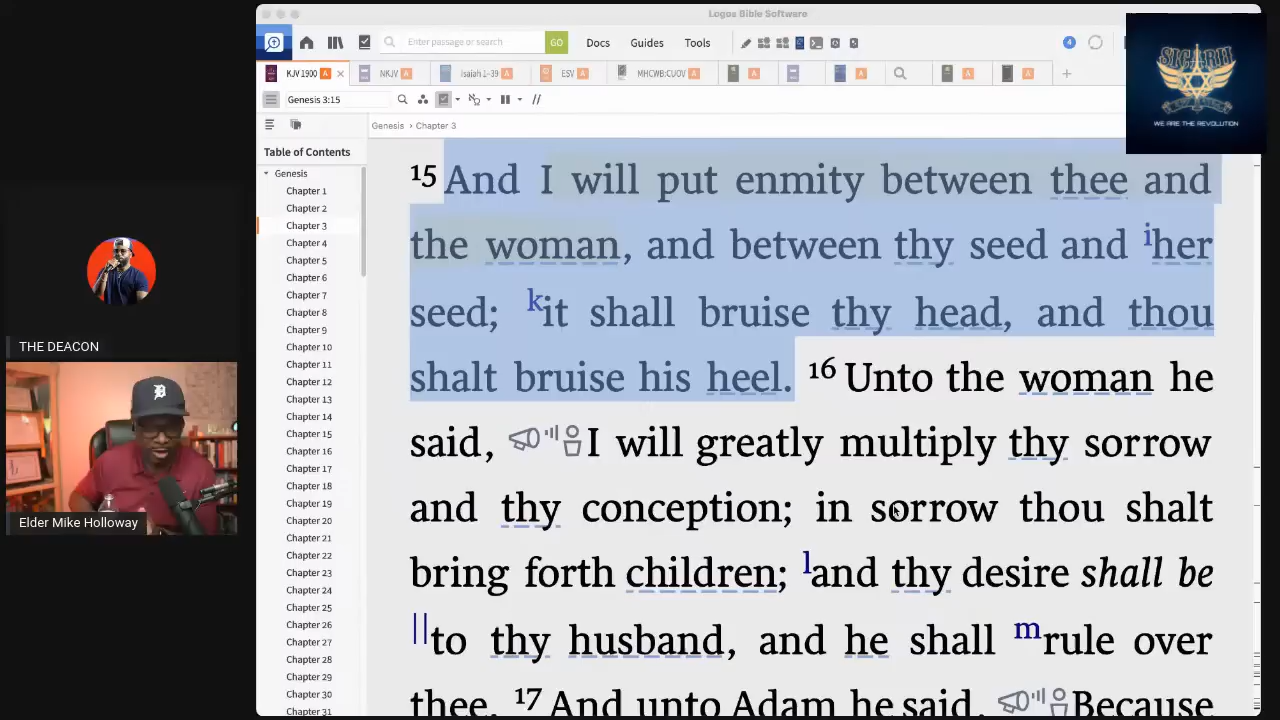 Logos Bible Software
Enter passage or search
GO
Docs
Guides
Tools
4
KJV 1900 A
NKJV A
Isaiah 1–39 A
ESV A
MHCWB:CUOV A
A
A
A
A
Genesis 3:15
Genesis › Chapter 3
Table of Contents
Genesis
Chapter 1
Chapter 2
Chapter 3
Chapter 4
Chapter 5
Chapter 6
Chapter 7
Chapter 8
Chapter 9
Chapter 10
Chapter 11
Chapter 12
Chapter 13
Chapter 14
Chapter 15
Chapter 16
Chapter 17
Chapter 18
Chapter 19
Chapter 20
Chapter 21
Chapter 22
Chapter 23
Chapter 24
Chapter 25
Chapter 26
Chapter 27
Chapter 28
Chapter 29
Chapter 30
Chapter 31
15 And I will put enmity between thee and
the woman, and between thy seed and i her
seed; k it shall bruise thy head, and thou
shalt bruise his heel. 16 Unto the woman he
said, I will greatly multiply thy sorrow
and thy conception; in sorrow thou shalt
bring forth children; l and thy desire shall be
|| to thy husband, and he shall m rule over
thee. 17 And unto Adam he said, Because
SICARII
WE ARE THE REVOLUTION
THE DEACON
Elder Mike Holloway